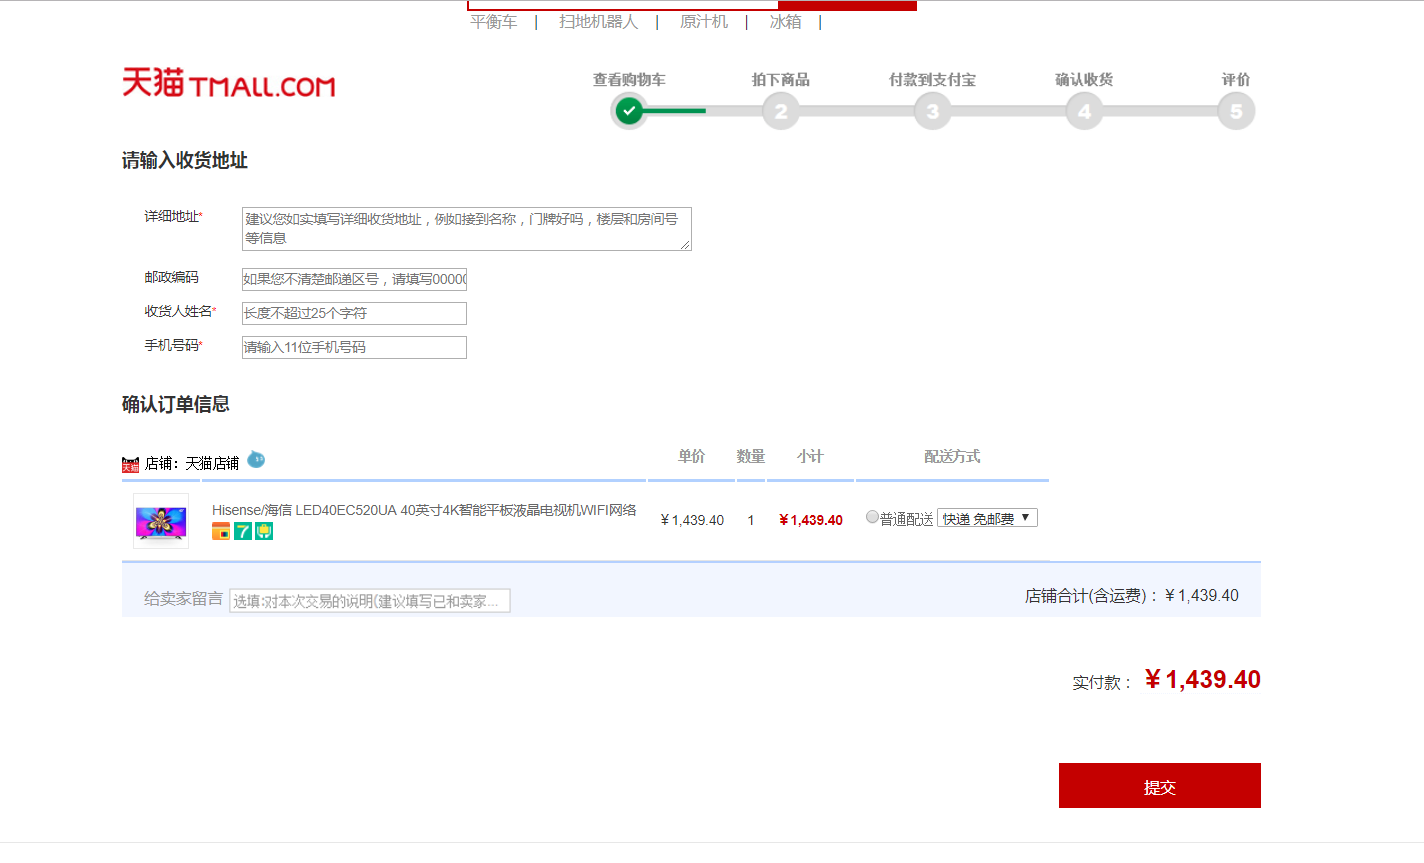 平衡车 | 扫地机器人 | 原汁机 | 冰箱 |
天猫 TMALL.COM
查看购物车 拍下商品 付款到支付宝 确认收货 评价
2 3 4 5
请输入收货地址
详细地址* 建议您如实填写详细收货地址，例如接到名称，门牌好吗，楼层和房间号
等信息
邮政编码 如果您不清楚邮递区号，请填写00000
收货人姓名* 长度不超过25个字符
手机号码* 请输入11位手机号码
确认订单信息
天猫 店铺：天猫店铺 单价 数量 小计 配送方式
Hisense/海信 LED40EC520UA 40英寸4K智能平板液晶电视机WIFI网络
7
￥1,439.40 1 ￥1,439.40 普通配送 快递 免邮费
给卖家留言 选填:对本次交易的说明(建议填写已和卖家... 店铺合计(含运费)：￥1,439.40
实付款： ￥1,439.40
提交